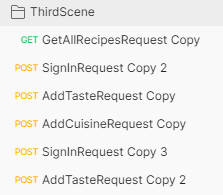 ThirdScene
GET GetAllRecipesRequest Copy
POST SignInRequest Copy 2
POST AddTasteRequest Copy
POST AddCuisineRequest Copy
POST SignInRequest Copy 3
POST AddTasteRequest Copy 2